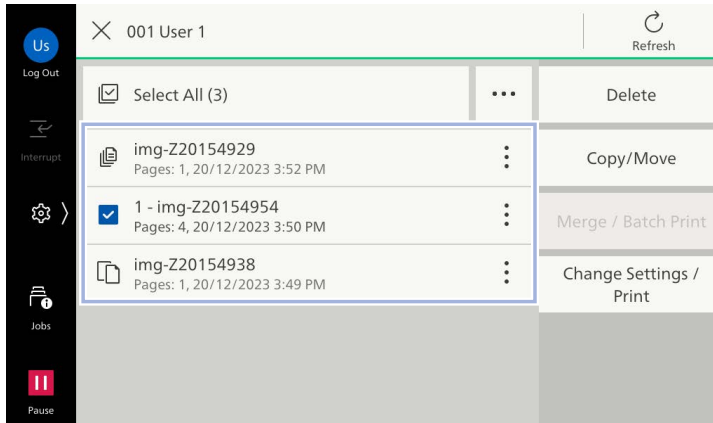 Us
Log Out
Interrupt
Jobs
Pause
001 User 1
Refresh
Select All (3)
img-Z20154929
Pages: 1, 20/12/2023 3:52 PM
1 - img-Z20154954
Pages: 4, 20/12/2023 3:50 PM
img-Z20154938
Pages: 1, 20/12/2023 3:49 PM
Delete
Copy/Move
Merge / Batch Print
Change Settings /
Print